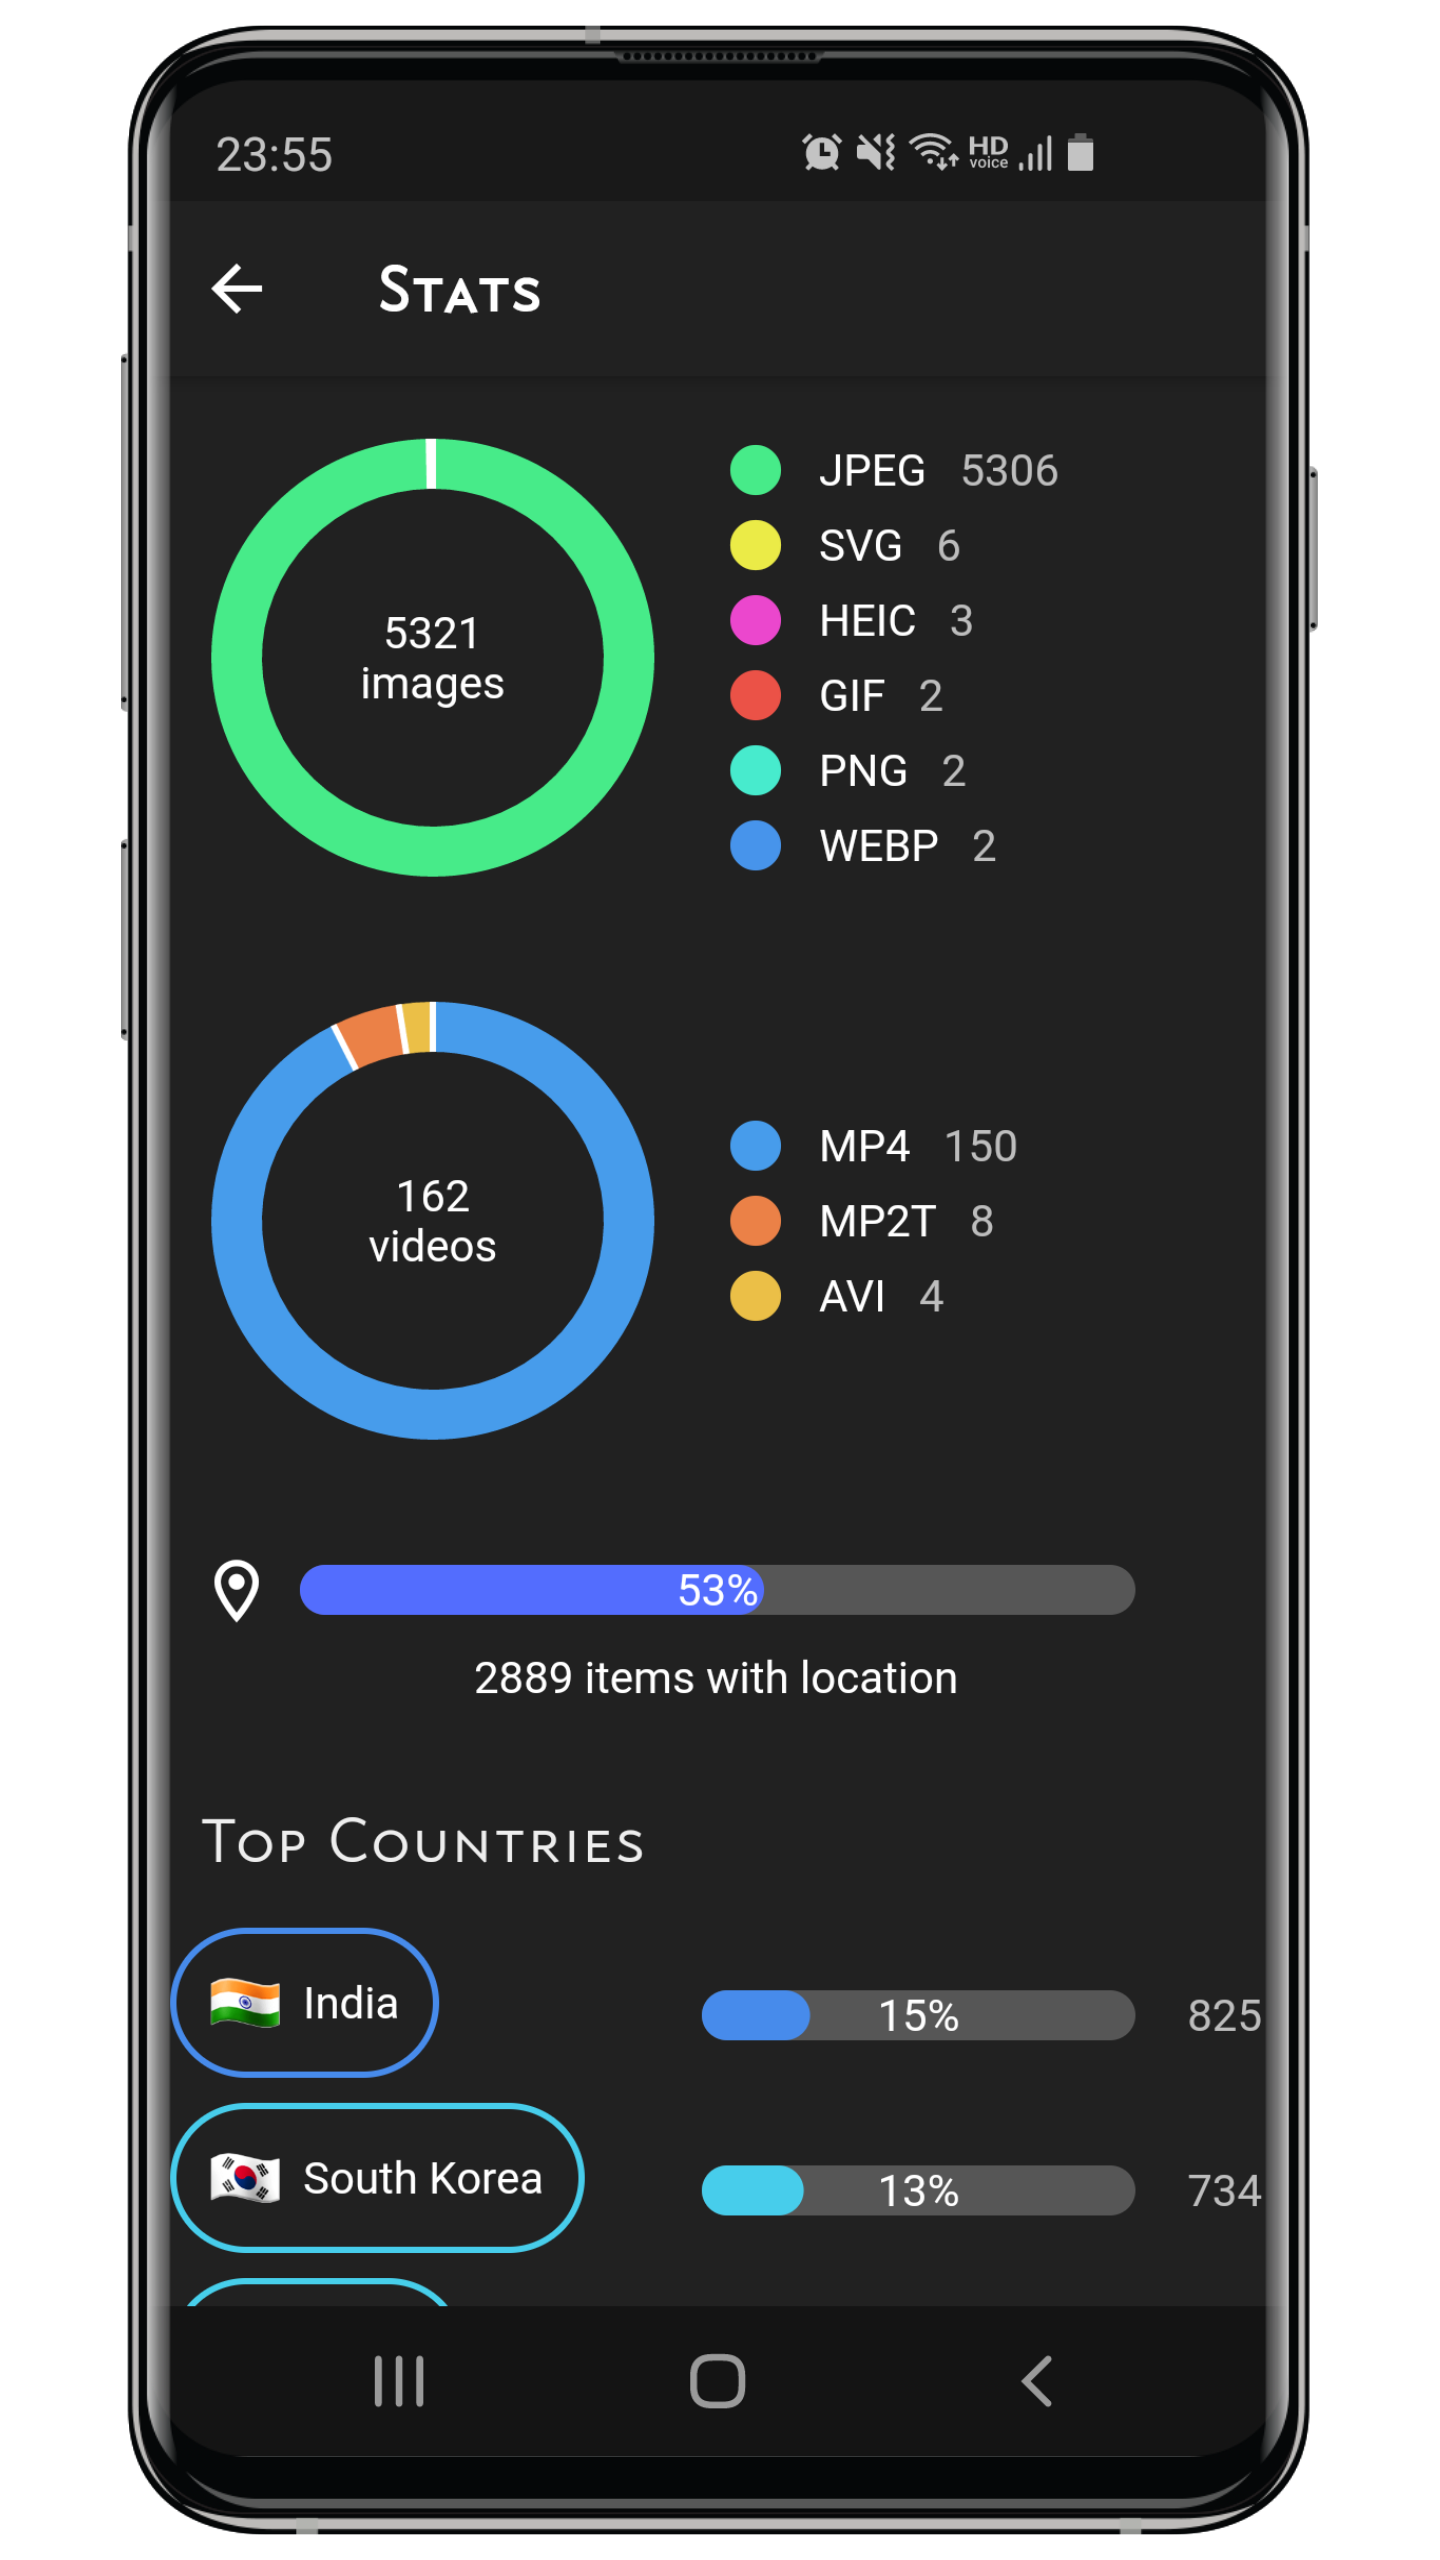 23:55
HD
voice
Stats
5321
images
JPEG 5306
SVG 6
HEIC 3
GIF 2
PNG 2
WEBP 2
162
videos
MP4 150
MP2T 8
AVI 4
53%
2889 items with location
Top Countries
India 15% 825
South Korea 13% 734